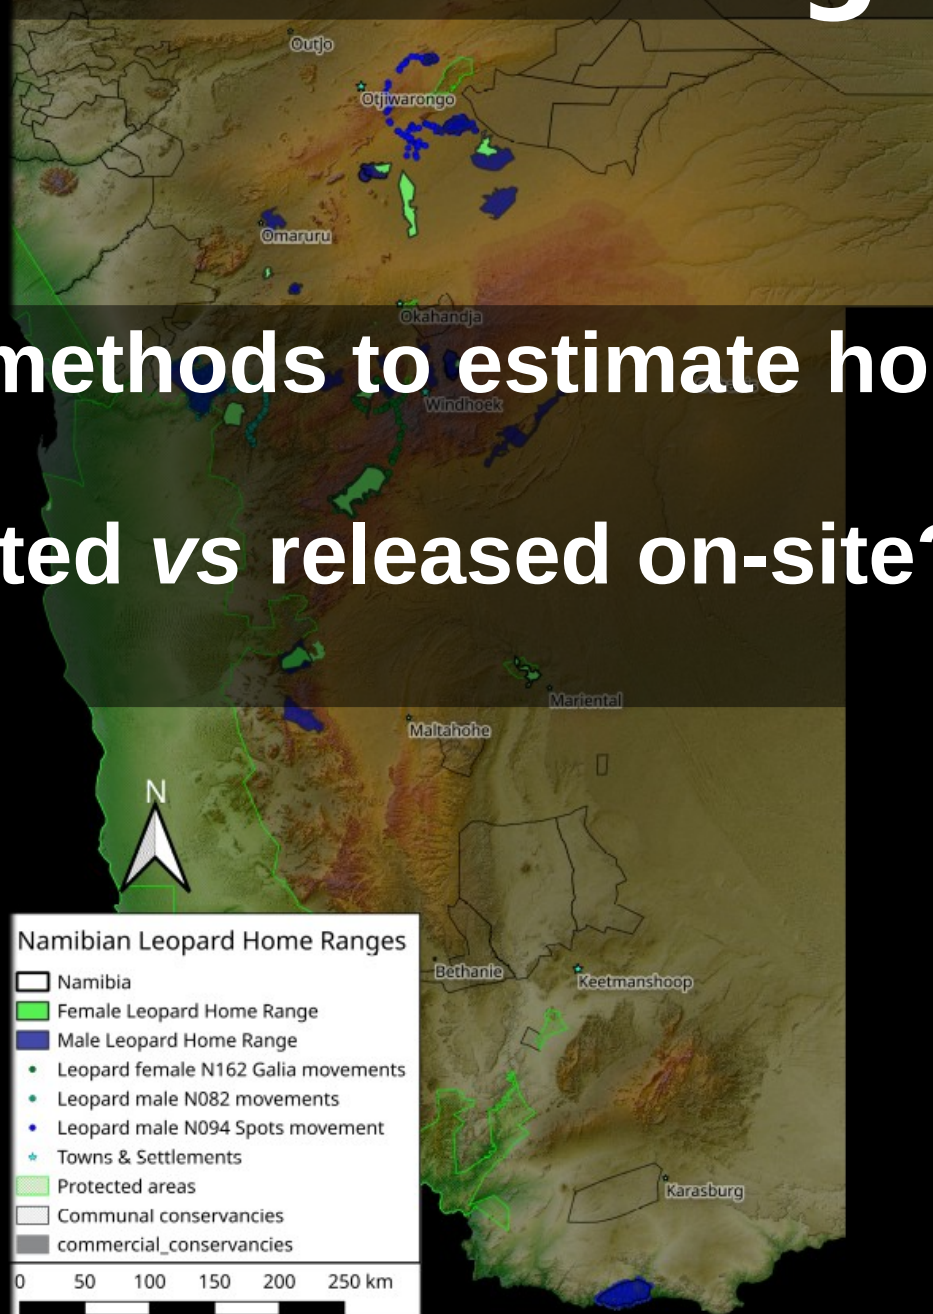 g
Outjo
Otjiwarongo
Omaruru
Okahandja
methods to estimate ho
Windhoek
ted vs released on-site?
Mariental
Maltahohe
N
Namibian Leopard Home Ranges
Namibia
Female Leopard Home Range
Male Leopard Home Range
Leopard female N162 Galia movements
Leopard male N082 movements
Leopard male N094 Spots movement
Towns & Settlements
Protected areas
Communal conservancies
commercial_conservancies
0 50 100 150 200 250 km
Bethanie
Keetmanshoop
Karasburg